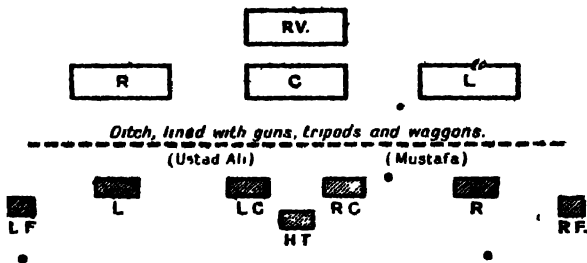 RV.
R C L
Ditch, lined with guns, tripods and waggons.
(Ustad Ali) (Mustafa)
L LC RC R
LF HT RF.